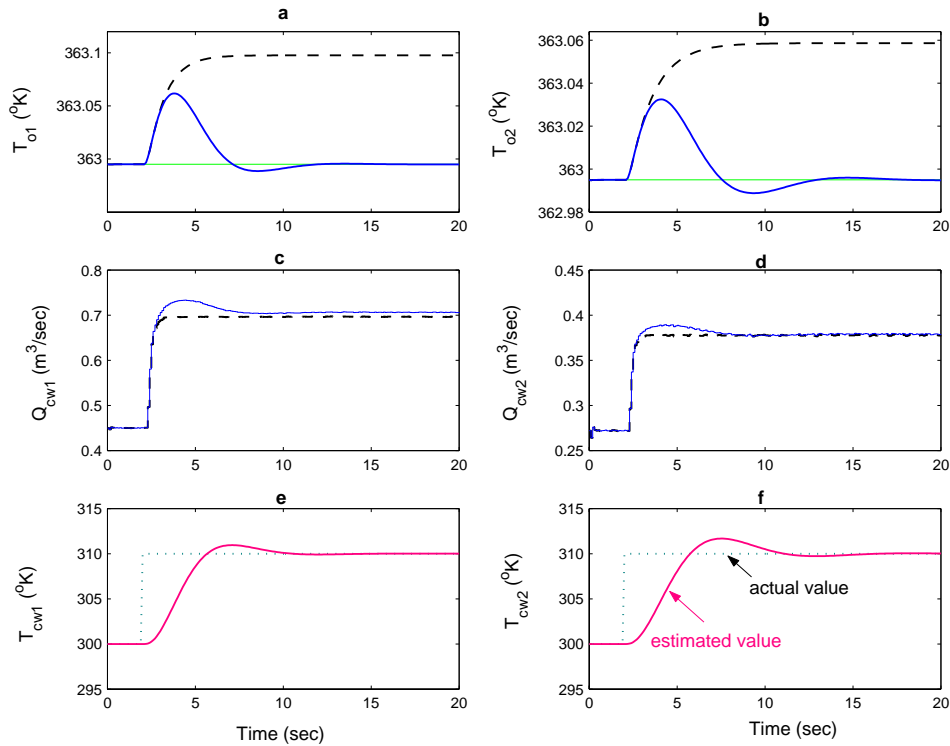 a
363.1
363.05
363
T_o1 (°K)
0 5 10 15 20
b
363.06
363.04
363.02
363
362.98
T_o2 (°K)
0 5 10 15 20
c
0.8
0.7
0.6
0.5
0.4
Q_cw1 (m³/sec)
0 5 10 15 20
d
0.45
0.4
0.35
0.3
0.25
Q_cw2 (m³/sec)
0 5 10 15 20
e
315
310
305
300
295
T_cw1 (°K)
0 5 10 15 20
Time (sec)
f
315
310
305
300
295
T_cw2 (°K)
actual value
estimated value
0 5 10 15 20
Time (sec)